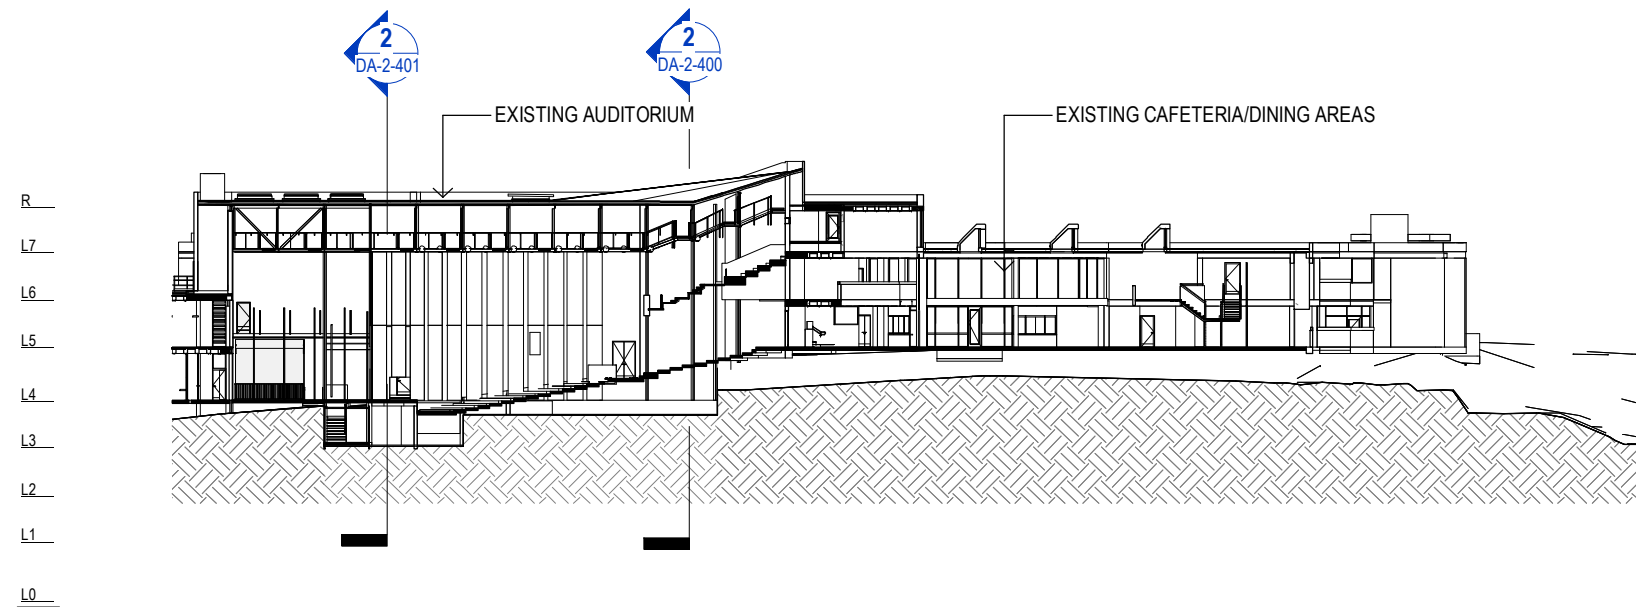 2
DA-2-401
2
DA-2-400
EXISTING AUDITORIUM
EXISTING CAFETERIA/DINING AREAS
R
L7
L6
L5
L4
L3
L2
L1
L0